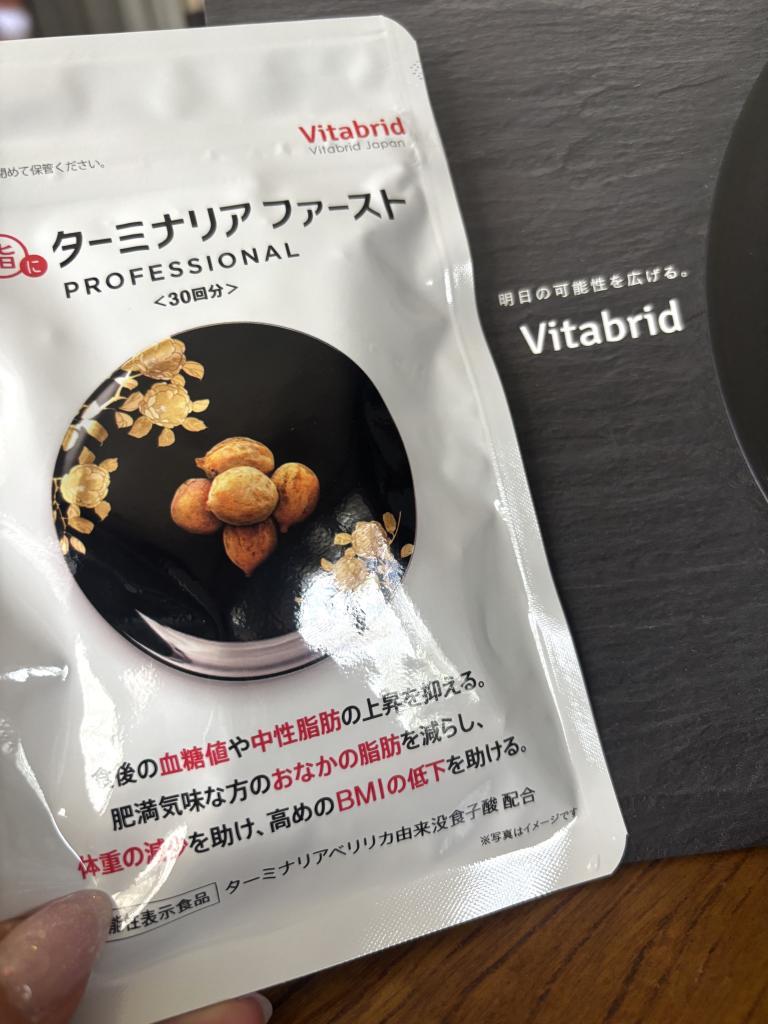 Vitabrid
Vitabrid Japan
閉めて保管ください。
ターミナリア ファースト
脂に
PROFESSIONAL
<30回分>
明日の可能性を広げる。
Vitabrid
食後の血糖値や中性脂肪の上昇を抑える。
肥満気味な方のおなかの脂肪を減らし、
体重の減少を助け、高めのBMIの低下を助ける。
ターミナリアベリリカ由来没食子酸 配合
※写真はイメージです
能性表示食品